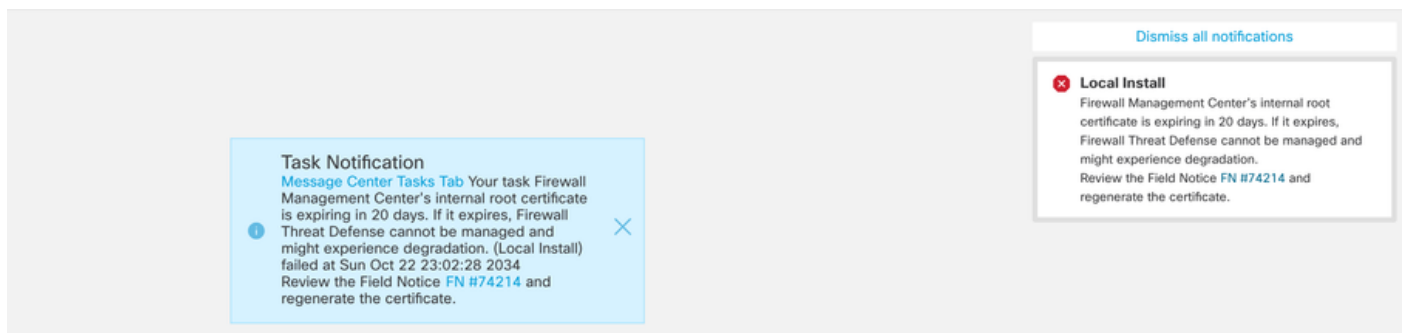 Dismiss all notifications
Local Install
Firewall Management Center's internal root
certificate is expiring in 20 days. If it expires,
Firewall Threat Defense cannot be managed and
might experience degradation.
Review the Field Notice FN #74214 and
regenerate the certificate.
Task Notification
Message Center Tasks Tab Your task Firewall
Management Center's internal root certificate
is expiring in 20 days. If it expires, Firewall
Threat Defense cannot be managed and
might experience degradation. (Local Install)
failed at Sun Oct 22 23:02:28 2034
Review the Field Notice FN #74214 and
regenerate the certificate.